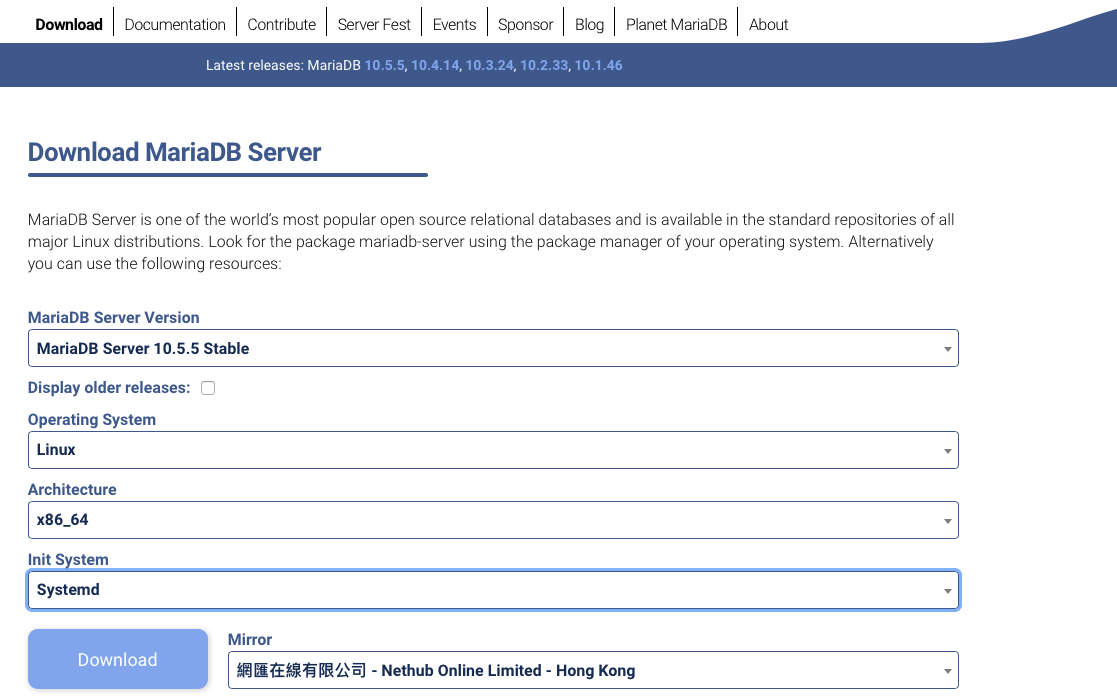 Download Documentation Contribute Server Fest Events Sponsor Blog Planet MariaDB About
Latest releases: MariaDB 10.5.5, 10.4.14, 10.3.24, 10.2.33, 10.1.46
Download MariaDB Server
MariaDB Server is one of the world’s most popular open source relational databases and is available in the standard repositories of all
major Linux distributions. Look for the package mariadb-server using the package manager of your operating system. Alternatively
you can use the following resources:
MariaDB Server Version
MariaDB Server 10.5.5 Stable
Display older releases:
Operating System
Linux
Architecture
x86_64
Init System
Systemd
Download
Mirror
網匯在線有限公司 - Nethub Online Limited - Hong Kong